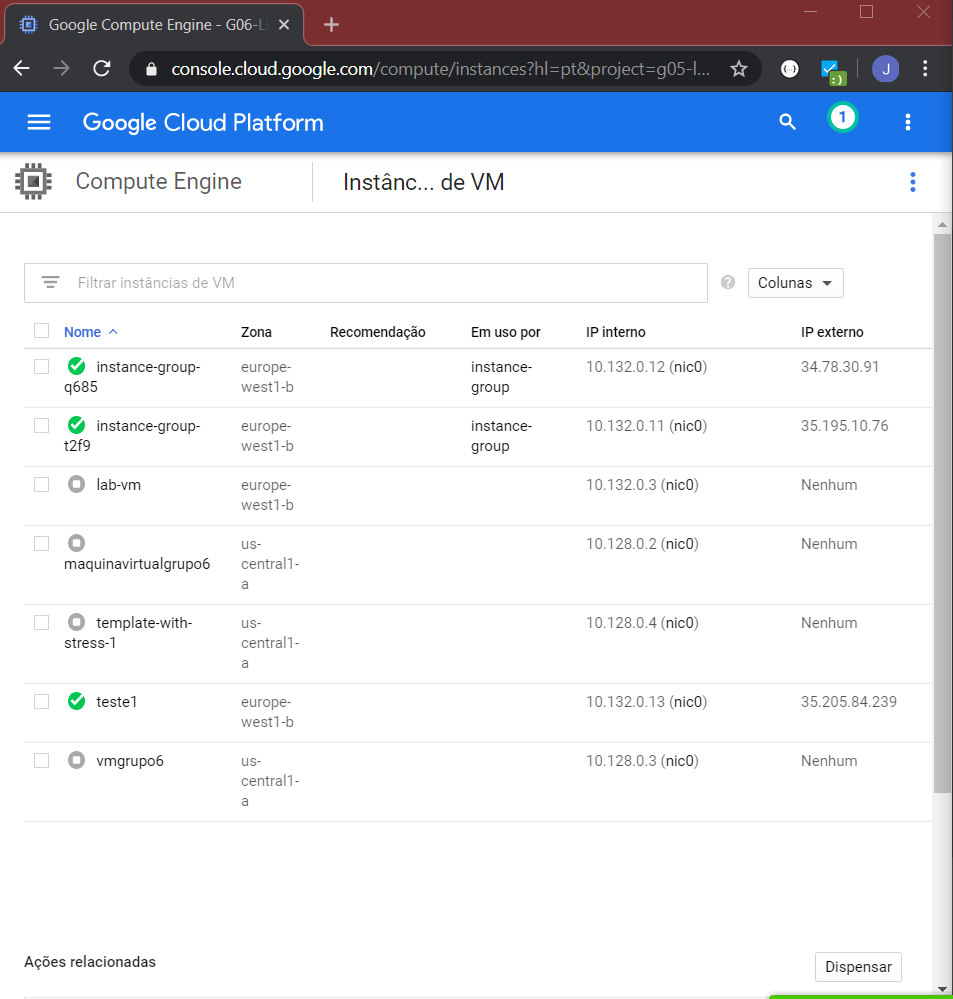 Google Compute Engine - G06-L
console.cloud.google.com/compute/instances?hl=pt&project=g05-l...
J
:)
Google Cloud Platform
1
Compute Engine
Instânc... de VM
Filtrar instâncias de VM
?
Colunas
Nome Zona Recomendação Em uso por IP interno IP externo
instance-group- europe- instance- 10.132.0.12 (nic0) 34.78.30.91
q685 west1-b group
instance-group- europe- instance- 10.132.0.11 (nic0) 35.195.10.76
t2f9 west1-b group
lab-vm europe- 10.132.0.3 (nic0) Nenhum
west1-b
us- 10.128.0.2 (nic0) Nenhum
maquinavirtualgrupo6 central1-
a
template-with- us- 10.128.0.4 (nic0) Nenhum
stress-1 central1-
a
teste1 europe- 10.132.0.13 (nic0) 35.205.84.239
west1-b
vmgrupo6 us- 10.128.0.3 (nic0) Nenhum
central1-
a
Ações relacionadas
Dispensar